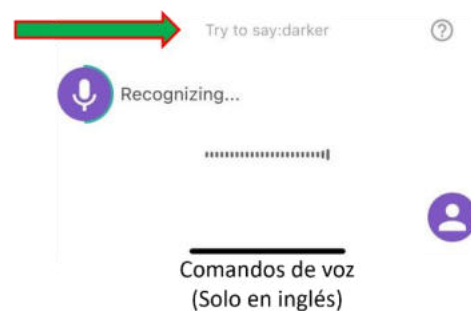 Try to say:darker
Recognizing...
Comandos de voz
(Solo en inglés)